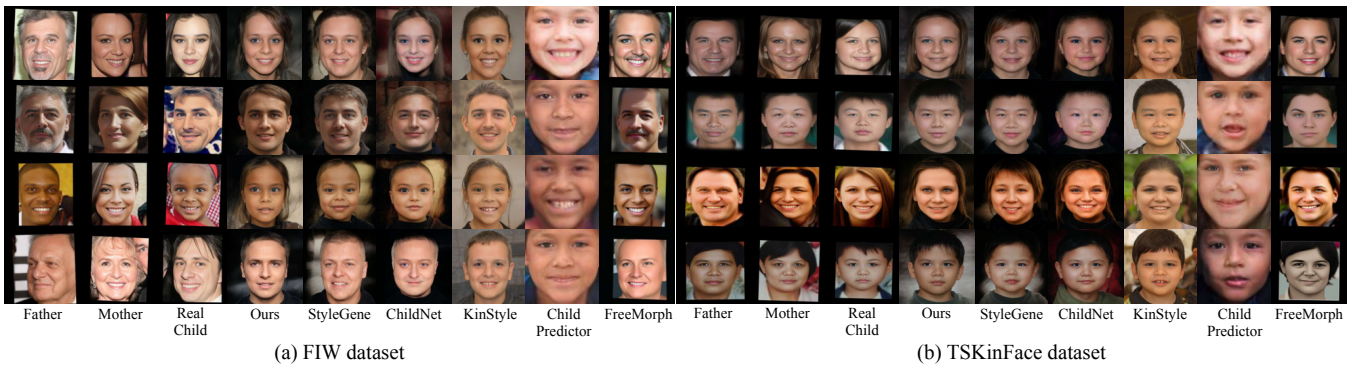 Father Mother Real Child Ours StyleGene ChildNet KinStyle Child Predictor FreeMorph Father Mother Real Child Ours StyleGene ChildNet KinStyle Child Predictor FreeMorph
(a) FIW dataset
(b) TSKinFace dataset